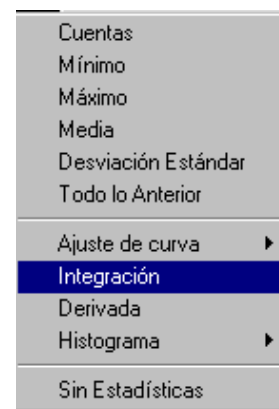 Cuentas
Mínimo
Máximo
Media
Desviación Estándar
Todo lo Anterior
Ajuste de curva
Integración
Derivada
Histograma
Sin Estadísticas